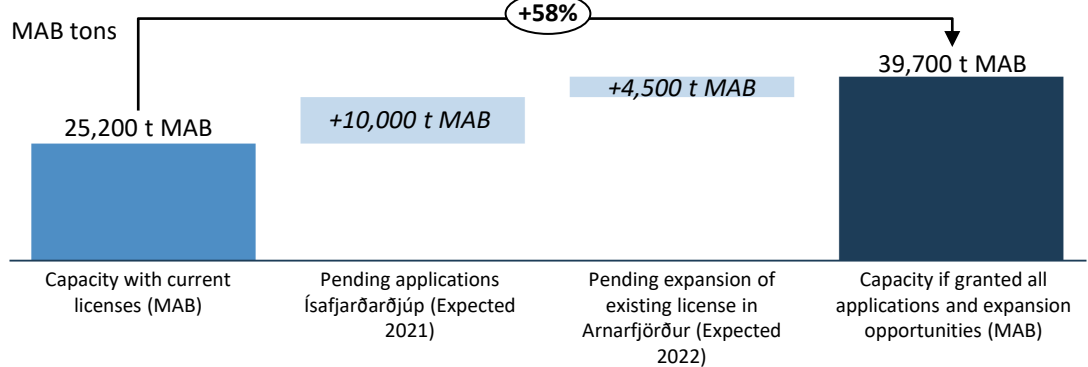 +58%
MAB tons
25,200 t MAB
+10,000 t MAB
+4,500 t MAB
39,700 t MAB
Capacity with current
licenses (MAB)
Pending applications
Ísafjarðarðjúp (Expected
2021)
Pending expansion of
existing license in
Arnarfjörður (Expected
2022)
Capacity if granted all
applications and expansion
opportunities (MAB)